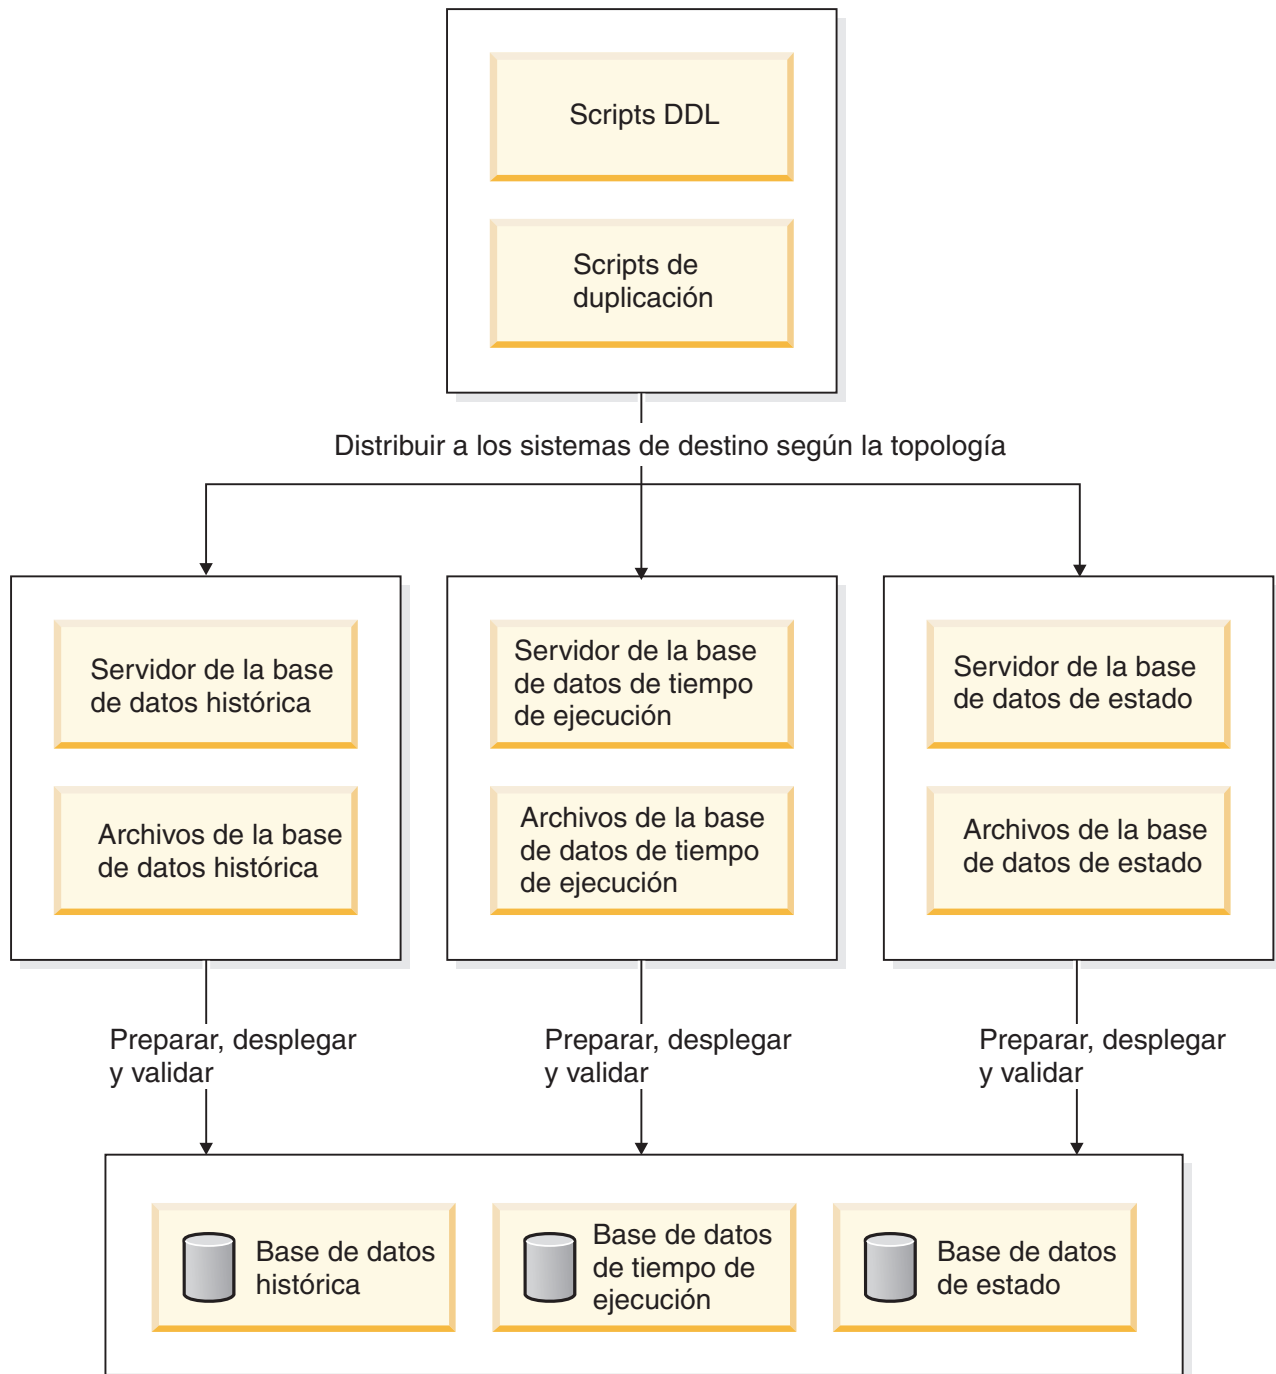 Scripts DDL
Scripts de
duplicación
Distribuir a los sistemas de destino según la topología
Servidor de la base
de datos histórica
Archivos de la base
de datos histórica
Servidor de la base
de datos de tiempo
de ejecución
Archivos de la base
de datos de tiempo
de ejecución
Servidor de la base
de datos de estado
Archivos de la base
de datos de estado
Preparar, desplegar
y validar
Preparar, desplegar
y validar
Preparar, desplegar
y validar
Base de datos
histórica
Base de datos
de tiempo de
ejecución
Base de datos
de estado